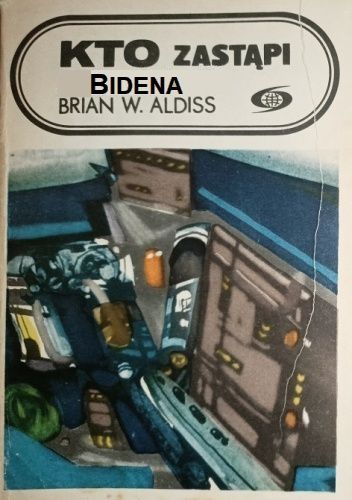 KTO ZASTĄPI
BIDENA
BRIAN W. ALDISS